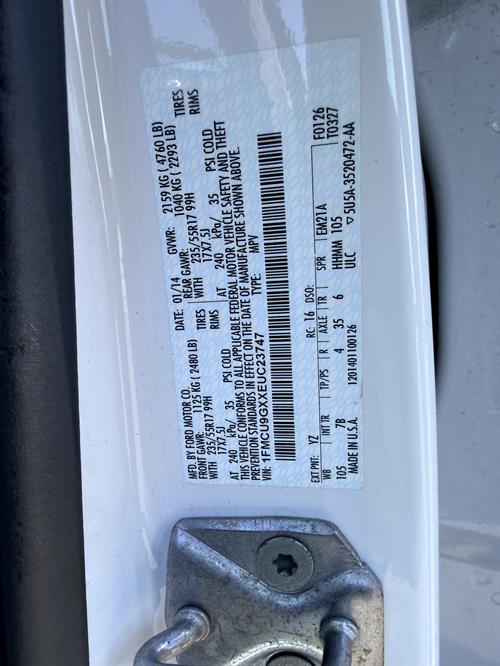 MFD. BY FORD MOTOR CO.
DATE: 01/14 GVWR: 2159 KG ( 4760 LB)
FRONT GAWR: 1125 KG ( 2480 LB) REAR GAWR: 1040 KG ( 2293 LB)
WITH 235/55R17 99H TIRES WITH 235/55R17 99H TIRES
17X7.5J RIMS 17X7.5J RIMS
AT 240 kPa/ 35 PSI COLD AT 240 kPa/ 35 PSI COLD
THIS VEHICLE CONFORMS TO ALL APPLICABLE FEDERAL MOTOR VEHICLE SAFETY AND THEFT
PREVENTION STANDARDS IN EFFECT ON THE DATE OF MANUFACTURE SHOWN ABOVE.
VIN: 1FMCU9GXXEUC23747 TYPE: MPV
F0126
T0327
EXT PNT: YZ RC: 16 DSO:
WB INT TR TP/PS R AXLE TR SPR EM21A
105 7B 4 35 6 HHMM 105
MADE IN U.S.A. 120140110012​6 ULC 5U5A-3520472-AA